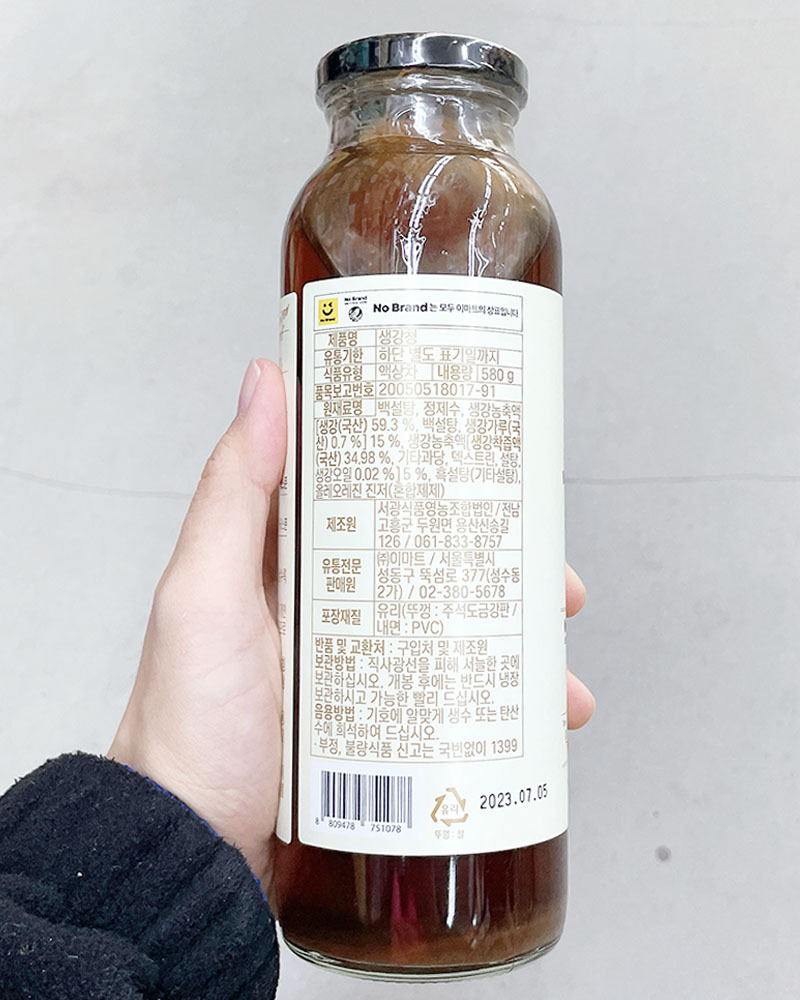 No Brand
No Brand
No Brand는 모두 이마트의 상표입니다
제품명 생강청
유통기한 하단 별도 표기일까지
식품유형 액상차 내용량 580 g
품목보고번호 20050518017-91
원재료명 백설탕, 정제수, 생강농축액
[생강(국산) 59.3 %, 백설탕, 생강가루(국
산) 0.7 %] 15 %, 생강농축액[생강착즙액
(국산) 34.98 %, 기타과당, 덱스트린, 설탕,
생강오일 0.02 %] 5 %, 흑설탕(기타설탕),
올레오레진 진저(혼합제제)
제조원 서광식품영농조합법인 / 전남
고흥군 두원면 용산신송길
126 / 061-833-8757
유통전문
판매원
㈜이마트 / 서울특별시
성동구 뚝섬로 377(성수동
2가) / 02-380-5678
포장재질 유리(뚜껑 : 주석도금강판 /
내면 : PVC)
반품 및 교환처 : 구입처 및 제조원
보관방법 : 직사광선을 피해 서늘한 곳에
보관하십시오. 개봉 후에는 반드시 냉장
보관하시고 가능한 빨리 드십시오.
음용방법 : 기호에 알맞게 생수 또는 탄산
수에 희석하여 드십시오.
· 부정, 불량식품 신고는 국번없이 1399
8 809478 751078
유리
뚜껑 : 철
2023.07.05